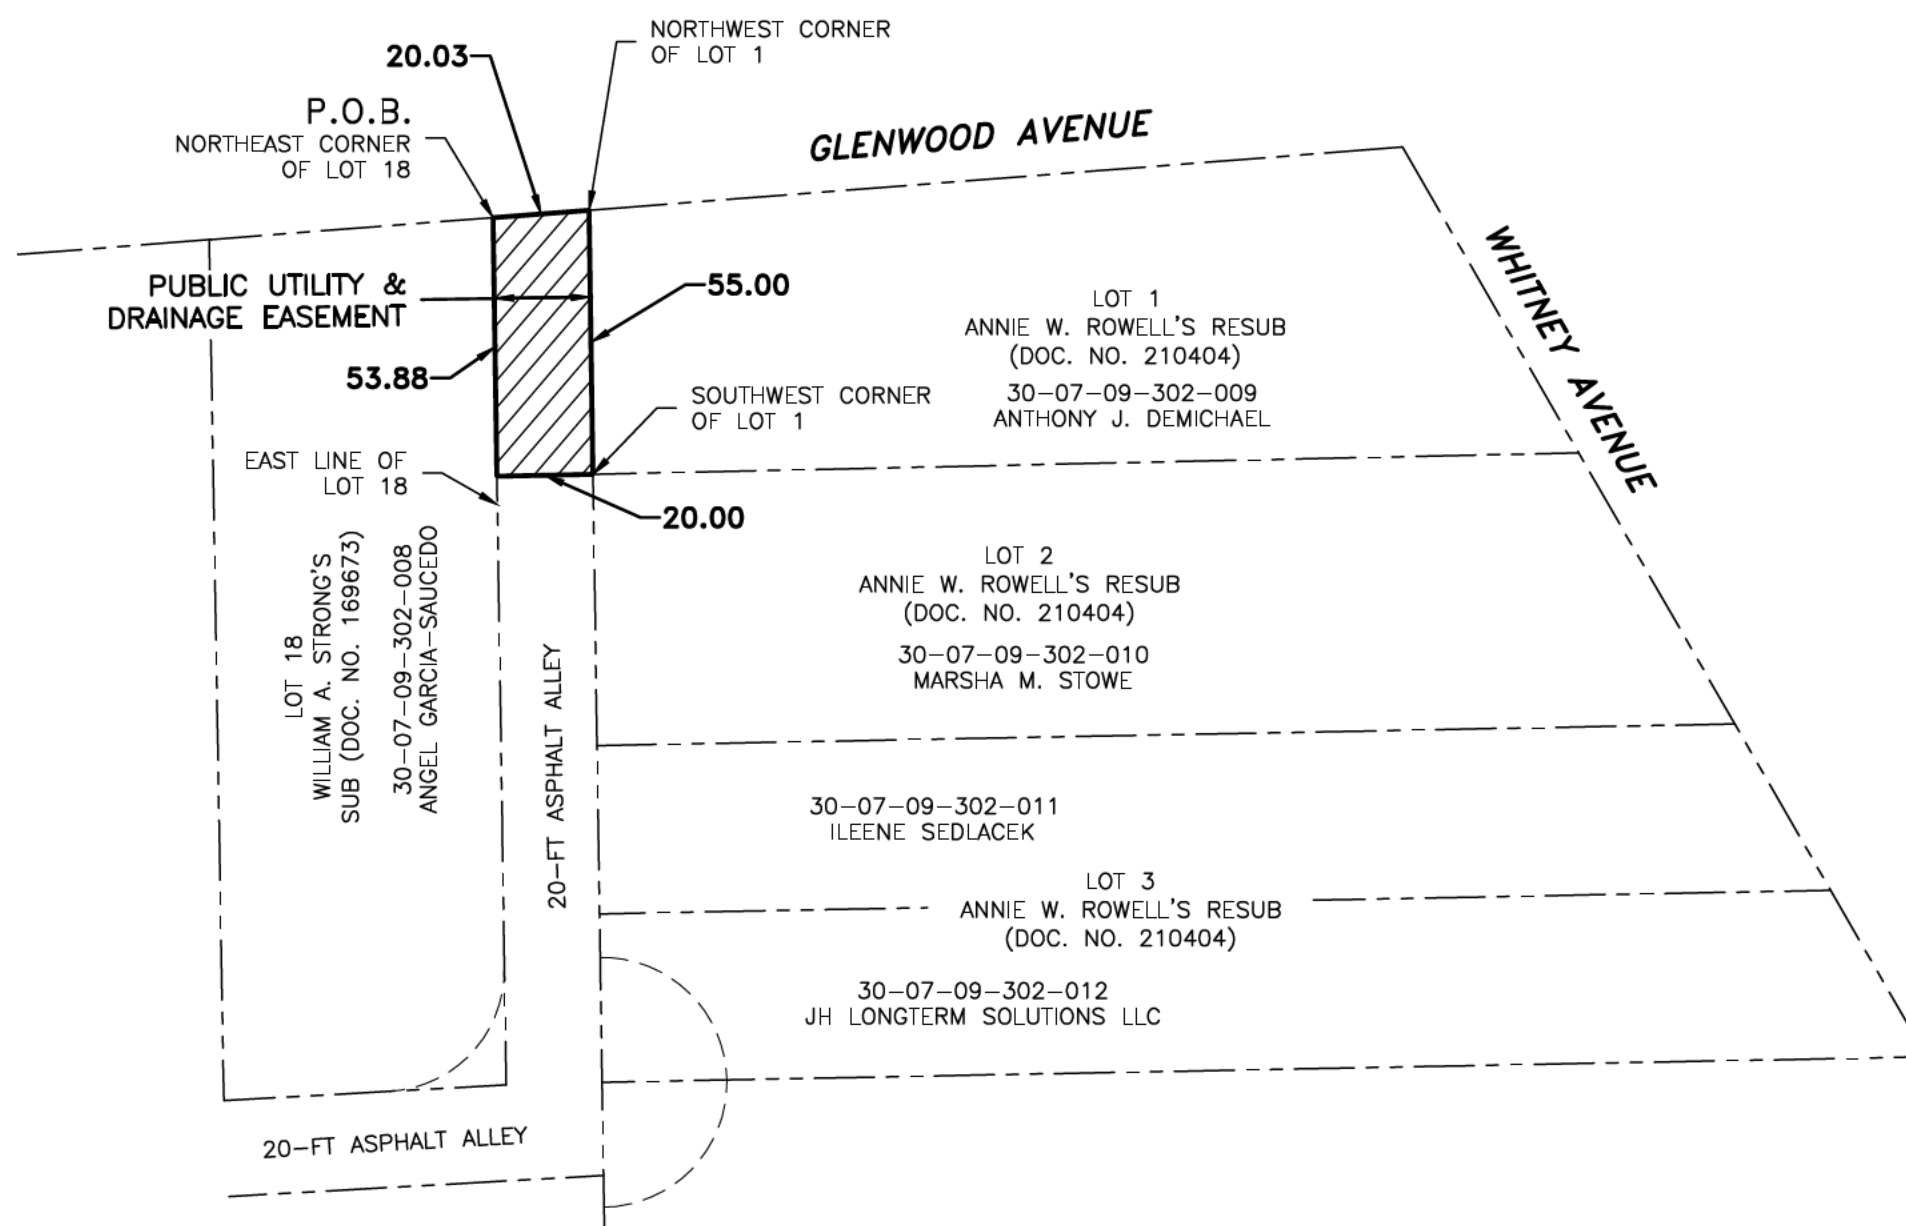 20.03
NORTHWEST CORNER
OF LOT 1
P.O.B.
NORTHEAST CORNER
OF LOT 18
GLENWOOD AVENUE
WHITNEY AVENUE
PUBLIC UTILITY &
DRAINAGE EASEMENT
55.00
53.88
LOT 1
ANNIE W. ROWELL'S RESUB
(DOC. NO. 210404)
30-07-09-302-009
ANTHONY J. DEMICHAEL
SOUTHWEST CORNER
OF LOT 1
EAST LINE OF
LOT 18
20.00
LOT 2
ANNIE W. ROWELL'S RESUB
(DOC. NO. 210404)
30-07-09-302-010
MARSHA M. STOWE
LOT 18
WILLIAM A. STRONG'S
SUB (DOC. NO. 169673)
30-07-09-302-008
ANGEL GARCIA-SAUCEDO
20-FT ASPHALT ALLEY
30-07-09-302-011
ILEENE SEDLACEK
LOT 3
ANNIE W. ROWELL'S RESUB
(DOC. NO. 210404)
30-07-09-302-012
JH LONGTERM SOLUTIONS LLC
20-FT ASPHALT ALLEY